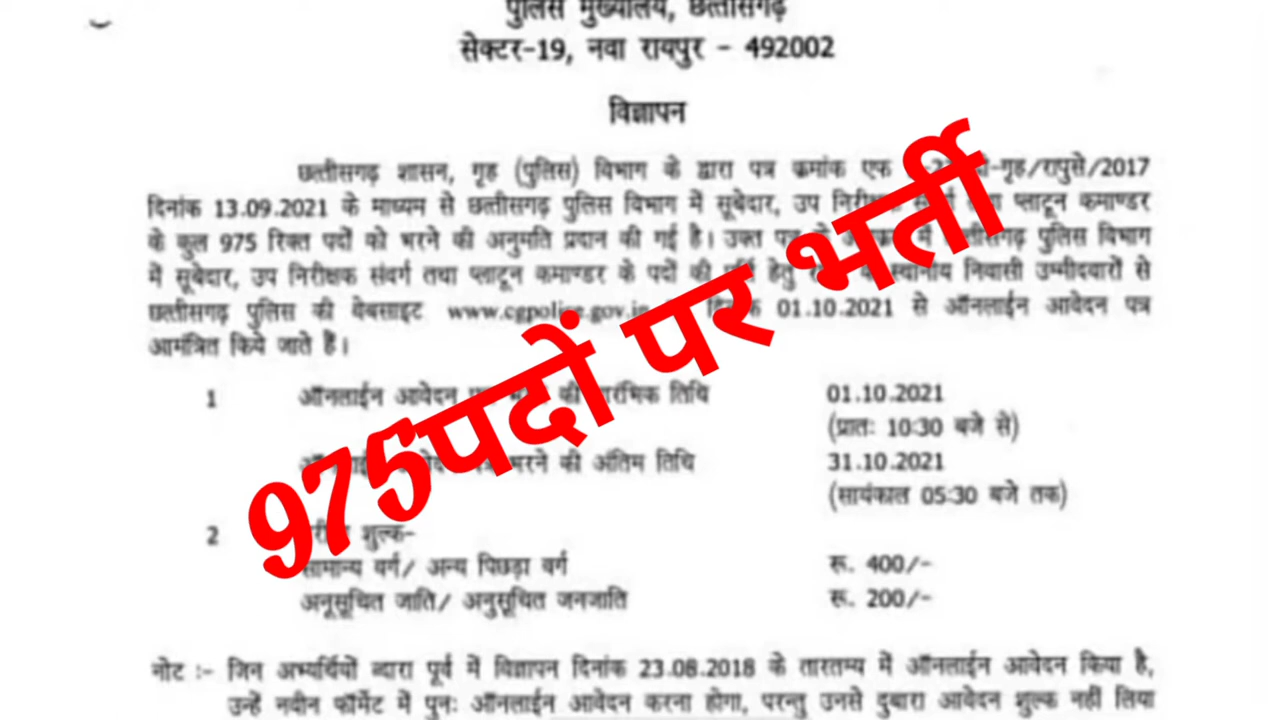 पुलिस मुख्यालय, छत्तीसगढ़
सेक्टर-19, नवा रायपुर - 492002
विज्ञापन
छत्तीसगढ़ शासन, गृह (पुलिस) विभाग के द्वारा पत्र क्रमांक एफ -गृह/रापुसे/2017
दिनांक 13.09.2021 के माध्यम से छत्तीसगढ़ पुलिस विभाग में सूबेदार, उप प्लाटून कमाण्डर
के कुल 975 रिक्त पदों को भरने की अनुमति प्रदान की गई है। उक्त में छत्तीसगढ़ पुलिस विभाग
में सूबेदार, उप निरीक्षक संवर्ग तथा प्लाटून कमाण्डर के पदों की हेतु स्थानीय निवासी उम्मीदवारों से
छत्तीसगढ़ पुलिस की वेबसाइट www.cgpolice.gov.in 01.10.2021 से ऑनलाईन आवेदन पत्र
आमंत्रित किये जाते हैं।
1 ऑनलाईन आवेदन की तिथि 01.10.2021
(प्रातः 10:30 बजे से)
भरने की अंतिम तिथि 31.10.2021
(सायंकाल 05:30 बजे तक)
2 शुल्क-
सामान्य वर्ग/ अन्य पिछड़ा वर्ग रू. 400/-
अनूसूचित जाति/ अनुसूचित जनजाति रू. 200/-
नोट :- जिन अभ्यर्थियों व्दारा पूर्व में विज्ञापन दिनांक 23.08.2018 के तारतम्य में ऑनलाईन आवेदन किया है,
उन्हें नवीन फॉर्मेट में पुनः ऑनलाईन आवेदन करना होगा, परन्तु उनसे दुबारा आवेदन शुल्क नहीं लिया
975पदों पर भर्ती